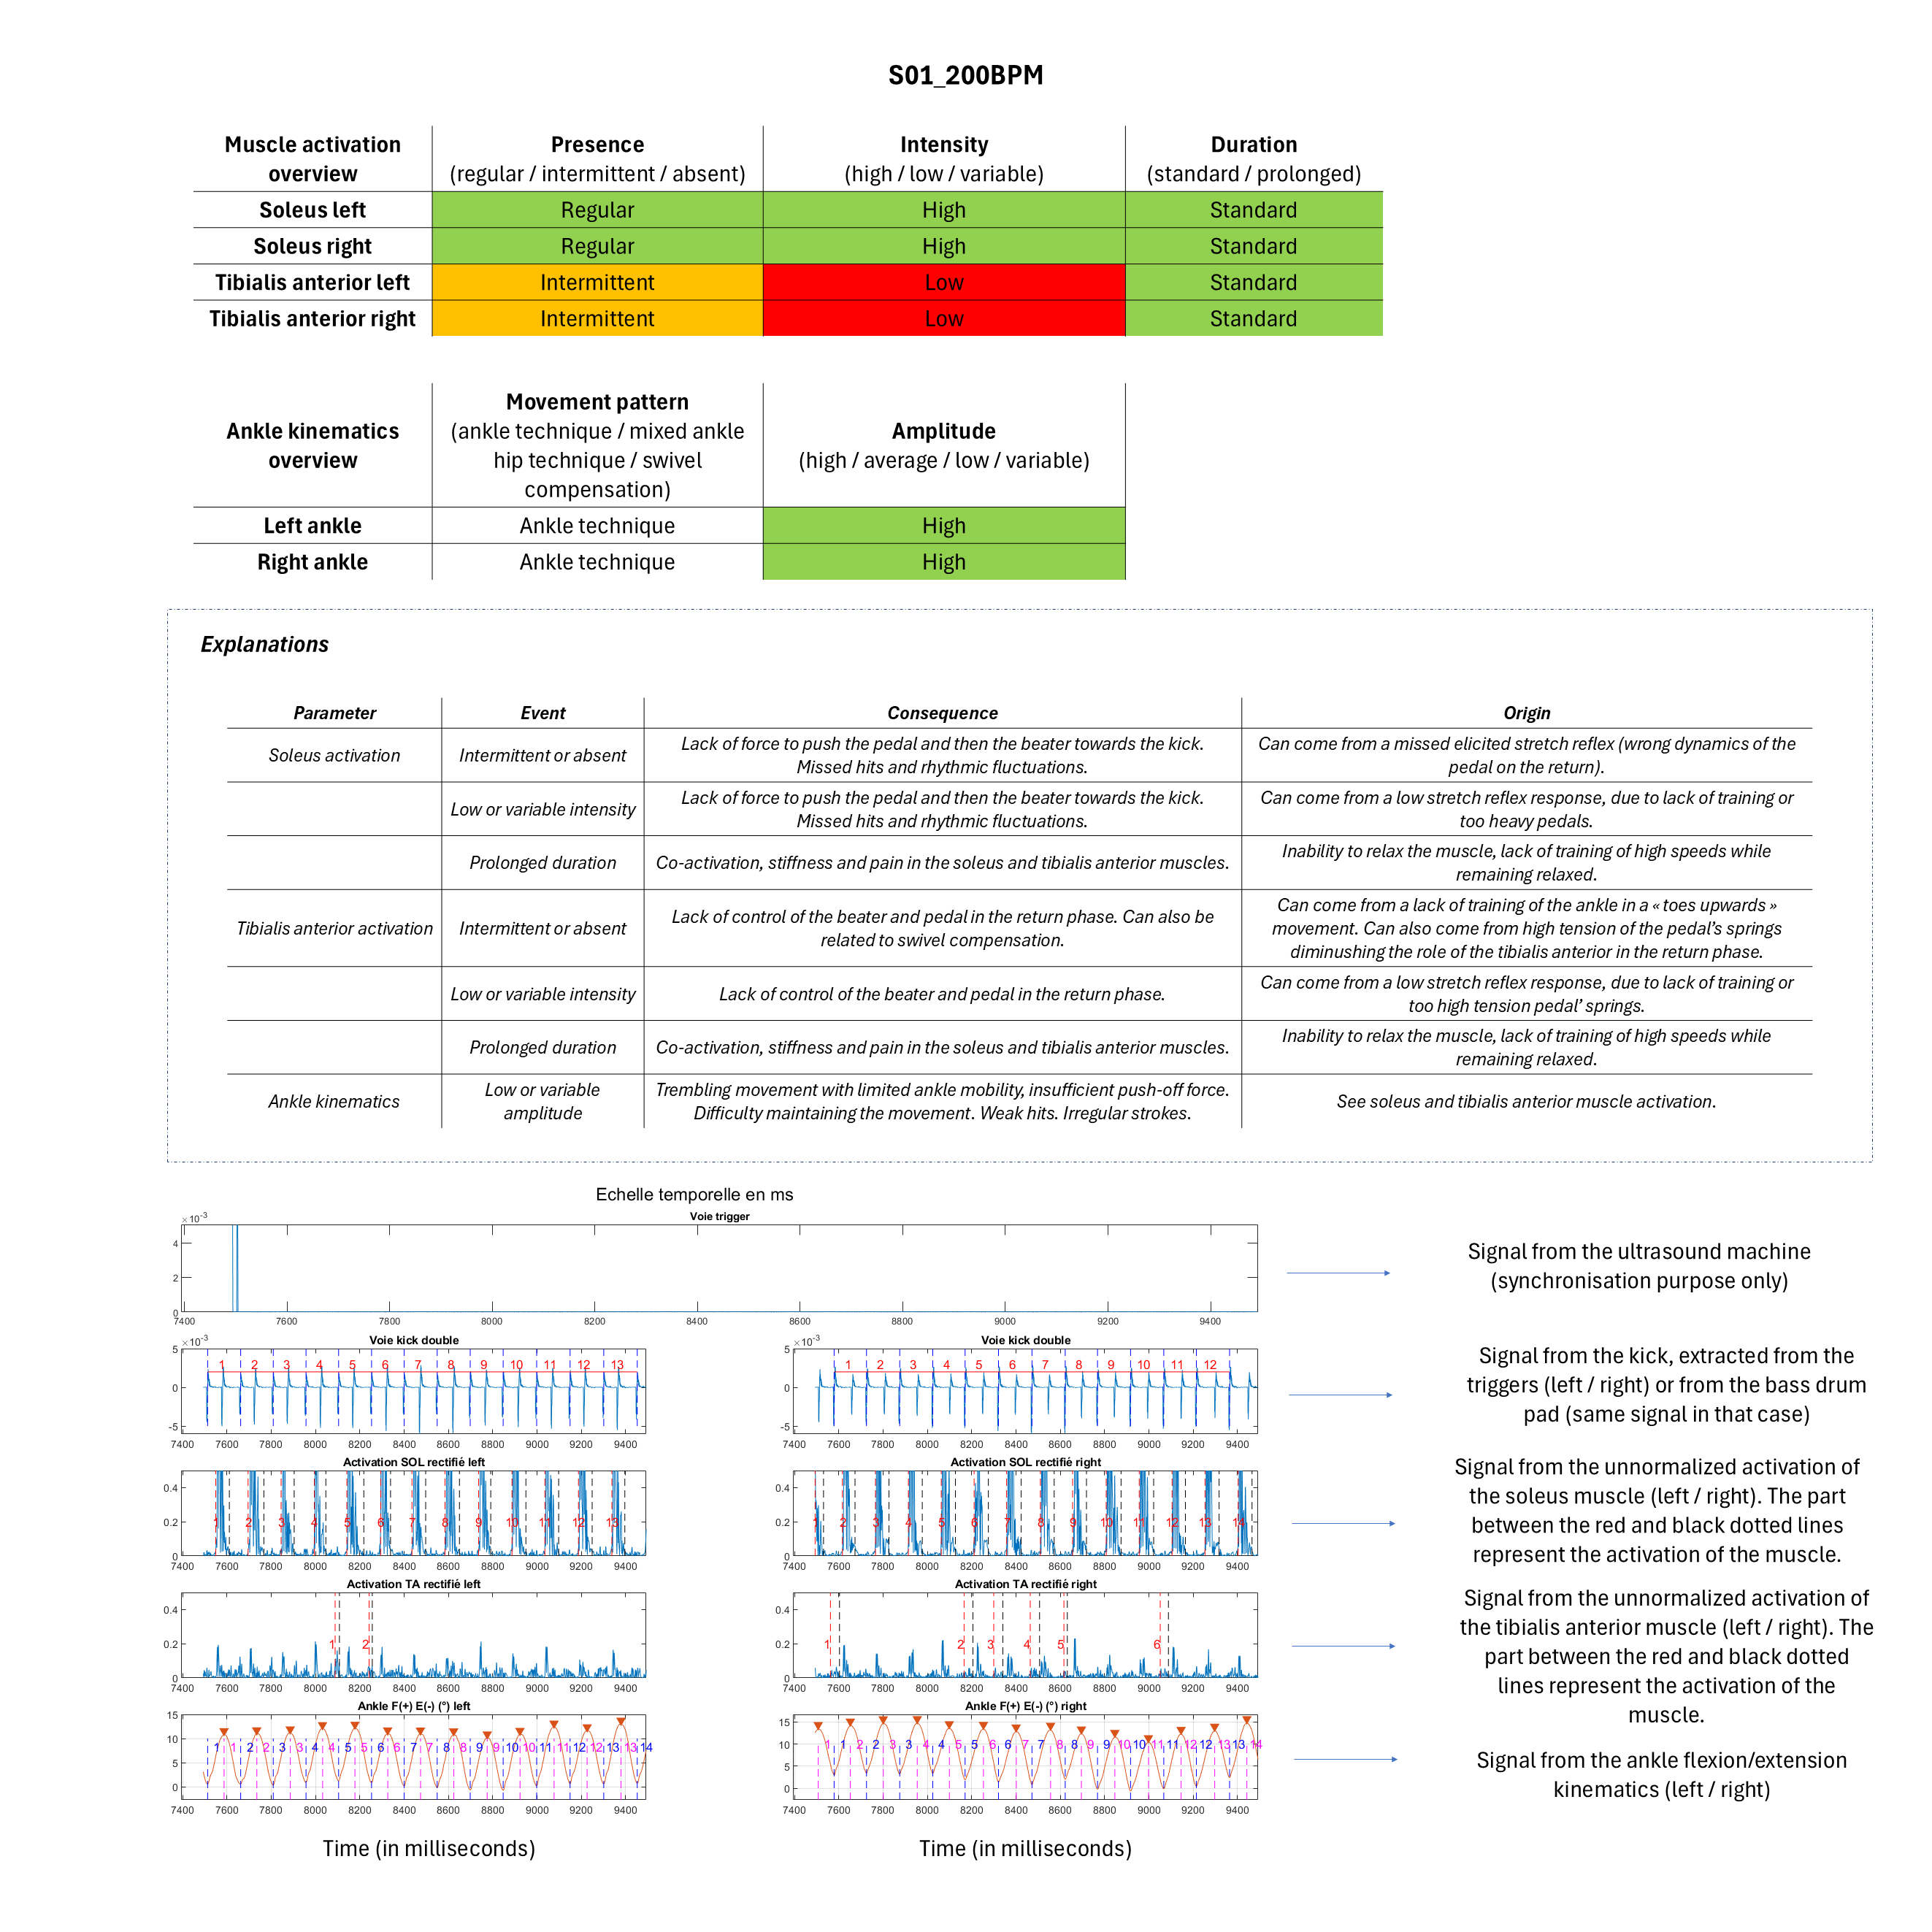 S01_200BPM
Muscle activation overview
Presence
(regular / intermittent / absent)
Intensity
(high / low / variable)
Duration
(standard / prolonged)
Soleus left
Regular
High
Standard
Soleus right
Regular
High
Standard
Tibialis anterior left
Intermittent
Low
Standard
Tibialis anterior right
Intermittent
Low
Standard
Ankle kinematics
overview
Movement pattern
(ankle technique / mixed ankle
hip technique / swivel
compensation)
Amplitude
(high / average / low / variable)
Left ankle
Ankle technique
High
Right ankle
Ankle technique
High
Explanations
Parameter
Event
Consequence
Origin
Soleus activation
Intermittent or absent
Lack of force to push the pedal and then the beater towards the kick.
Missed hits and rhythmic fluctuations.
Can come from a missed elicited stretch reflex (wrong dynamics of the
pedal on the return).
Low or variable intensity
Lack of force to push the pedal and then the beater towards the kick.
Missed hits and rhythmic fluctuations.
Can come from a low stretch reflex response, due to lack of training or
too heavy pedals.
Prolonged duration
Co-activation, stiffness and pain in the soleus and tibialis anterior muscles.
Inability to relax the muscle, lack of training of high speeds while
remaining relaxed.
Tibialis anterior activation
Intermittent or absent
Lack of control of the beater and pedal in the return phase. Can also be
related to swivel compensation.
Can come from a lack of training of the ankle in a « toes upwards »
movement. Can also come from high tension of the pedal's springs
diminushing the role of the tibialis anterior in the return phase.
Low or variable intensity
Lack of control of the beater and pedal in the return phase.
Can come from a low stretch reflex response, due to lack of training or
too high tension pedal' springs.
Prolonged duration
Co-activation, stiffness and pain in the soleus and tibialis anterior muscles.
Inability to relax the muscle, lack of training of high speeds while
remaining relaxed.
Ankle kinematics
Low or variable
amplitude
Trembling movement with limited ankle mobility, insufficient push-off force.
Difficulty maintaining the movement. Weak hits. Irregular strokes.
See soleus and tibialis anterior muscle activation.
Echelle temporelle en ms
Voie trigger
×10-3
4
2
0
7400 7600 7800 8000 8200 8400 8600 8800 9000 9200 9400
Signal from the ultrasound machine
(synchronisation purpose only)
Voie kick double
×10-3
5
0
-5
1 2 3 4 5 6 7 8 9 10 11 12 13
7400 7600 7800 8000 8200 8400 8600 8800 9000 9200 9400
Voie kick double
×10-3
5
0
-5
1 2 3 4 5 6 7 8 9 10 11 12
7400 7600 7800 8000 8200 8400 8600 8800 9000 9200 9400
Signal from the kick, extracted from the
triggers (left / right) or from the bass drum
pad (same signal in that case)
Activation SOL rectifié left
0.4
0.2
0
1 2 3 4 5 6 7 8 9 10 11 12 13
7400 7600 7800 8000 8200 8400 8600 8800 9000 9200 9400
Activation SOL rectifié right
0.4
0.2
0
1 2 3 4 5 6 7 8 9 10 11 12 13 14
7400 7600 7800 8000 8200 8400 8600 8800 9000 9200 9400
Signal from the unnormalized activation of
the soleus muscle (left / right). The part
between the red and black dotted lines
represent the activation of the muscle.
Activation TA rectifié left
0.4
0.2
0
1 2
7400 7600 7800 8000 8200 8400 8600 8800 9000 9200 9400
Activation TA rectifié right
0.4
0.2
0
1 2 3 4 5 6
7400 7600 7800 8000 8200 8400 8600 8800 9000 9200 9400
Signal from the unnormalized activation of
the tibialis anterior muscle (left / right). The
part between the red and black dotted
lines represent the activation of the
muscle.
Ankle F(+) E(-) (°) left
15
10
5
0
1 1 2 2 3 3 4 4 5 5 6 6 7 7 8 8 9 9 10 10 11 11 12 12 13 13 14
7400 7600 7800 8000 8200 8400 8600 8800 9000 9200 9400
Ankle F(+) E(-) (°) right
15
10
5
0
1 1 2 2 3 3 4 4 5 5 6 6 7 7 8 8 9 9 10 10 11 11 12 12 13 13 14
7400 7600 7800 8000 8200 8400 8600 8800 9000 9200 9400
Signal from the ankle flexion/extension
kinematics (left / right)
Time (in milliseconds)
Time (in milliseconds)